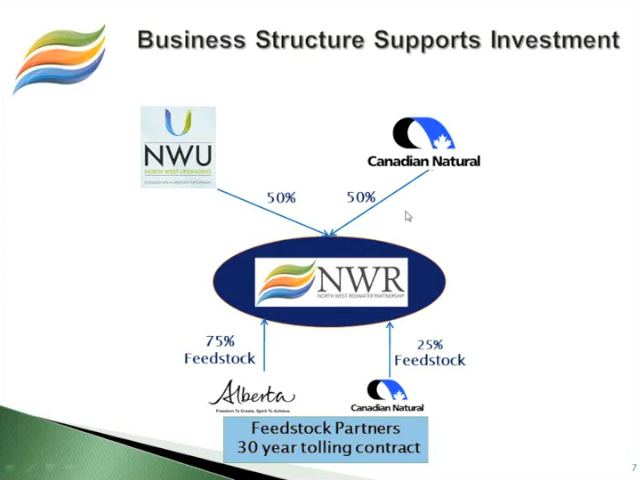 Business Structure Supports Investment
NWU
NORTH WEST UPGRADING
Canadian Natural
50%
50%
NWR
NORTH WEST REDWATER PARTNERSHIP
75%
Feedstock
25%
Feedstock
Alberta
Freedom To Create. Spirit To Achieve.
Canadian Natural
Feedstock Partners
30 year tolling contract
7